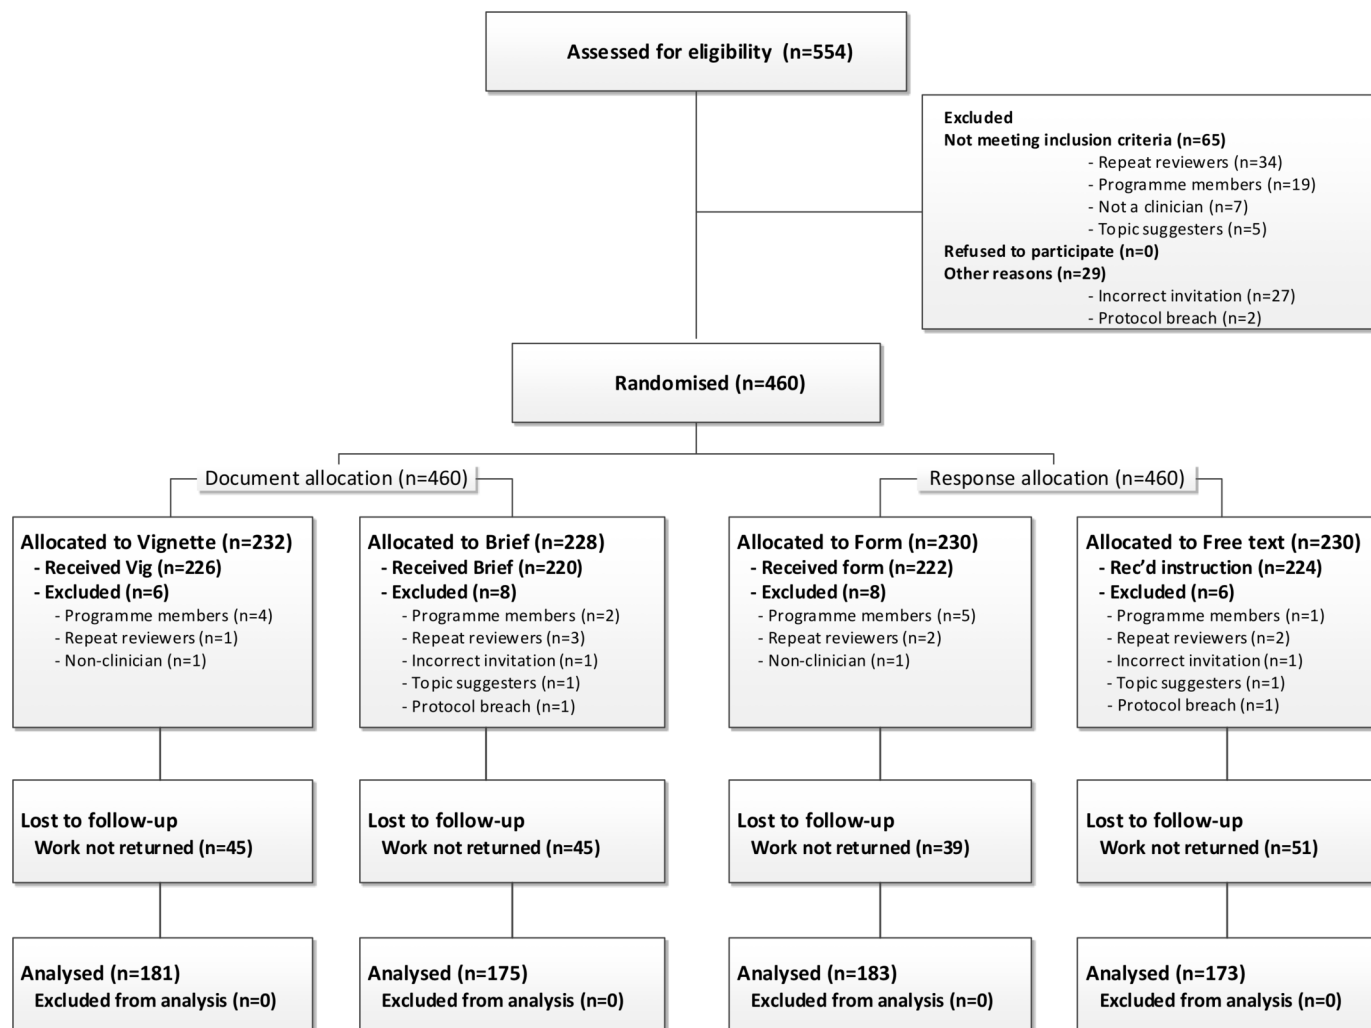 Assessed for eligibility (n=554)
Excluded
Not meeting inclusion criteria (n=65)
- Repeat reviewers (n=34)
- Programme members (n=19)
- Not a clinician (n=7)
- Topic suggesters (n=5)
Refused to participate (n=0)
Other reasons (n=29)
- Incorrect invitation (n=27)
- Protocol breach (n=2)
Randomised (n=460)
Document allocation (n=460)
Response allocation (n=460)
Allocated to Vignette (n=232)
- Received Vig (n=226)
- Excluded (n=6)
- Programme members (n=4)
- Repeat reviewers (n=1)
- Non-clinician (n=1)
Allocated to Brief (n=228)
- Received Brief (n=220)
- Excluded (n=8)
- Programme members (n=2)
- Repeat reviewers (n=3)
- Incorrect invitation (n=1)
- Topic suggesters (n=1)
- Protocol breach (n=1)
Allocated to Form (n=230)
- Received form (n=222)
- Excluded (n=8)
- Programme members (n=5)
- Repeat reviewers (n=2)
- Non-clinician (n=1)
Allocated to Free text (n=230)
- Rec'd instruction (n=224)
- Excluded (n=6)
- Programme members (n=1)
- Repeat reviewers (n=2)
- Incorrect invitation (n=1)
- Topic suggesters (n=1)
- Protocol breach (n=1)
Lost to follow-up
Work not returned (n=45)
Lost to follow-up
Work not returned (n=45)
Lost to follow-up
Work not returned (n=39)
Lost to follow-up
Work not returned (n=51)
Analysed (n=181)
Excluded from analysis (n=0)
Analysed (n=175)
Excluded from analysis (n=0)
Analysed (n=183)
Excluded from analysis (n=0)
Analysed (n=173)
Excluded from analysis (n=0)